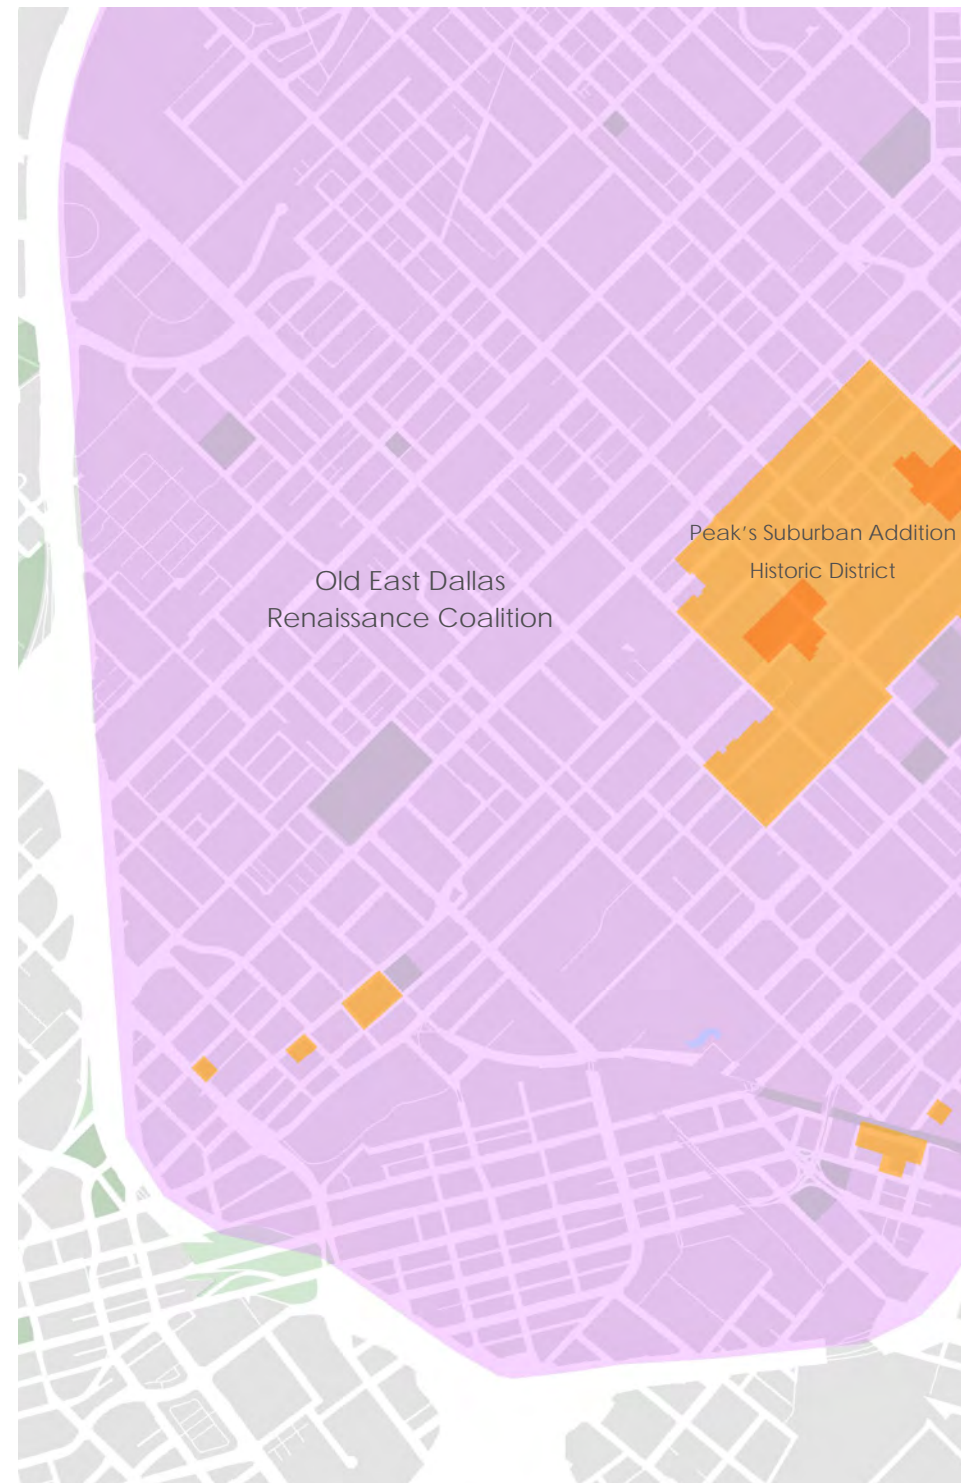 Peak’s Suburban Addition
Historic District
Old East Dallas
Renaissance Coalition